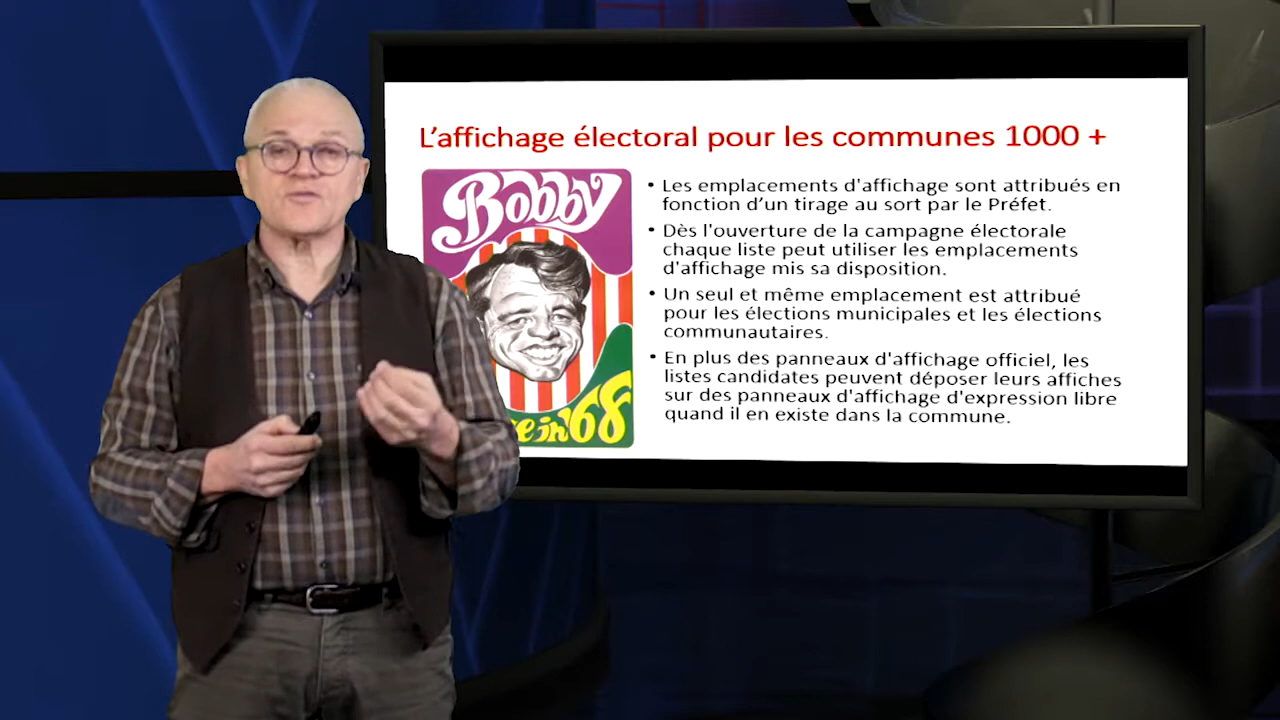 L'affichage électoral pour les communes 1000 +
Bobby
e in '68
• Les emplacements d'affichage sont attribués en
fonction d'un tirage au sort par le Préfet.
• Dès l'ouverture de la campagne électorale
chaque liste peut utiliser les emplacements
d'affichage mis sa disposition.
• Un seul et même emplacement est attribué
pour les élections municipales et les élections
communautaires.
• En plus des panneaux d'affichage officiel, les
listes candidates peuvent déposer leurs affiches
sur des panneaux d'affichage d'expression libre
quand il en existe dans la commune.